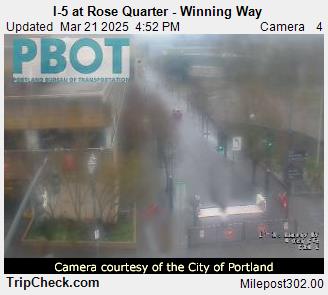 I-5 at Rose Quarter - Winning Way
Updated Mar 21 2025 4:52 PM Camera 4
PBOT
PORTLAND BUREAU OF TRANSPORTATION
Camera courtesy of the City of Portland
TripCheck.com Milepost302.00